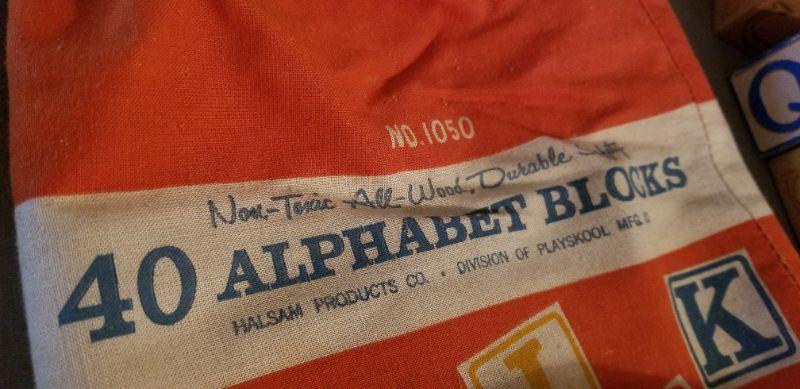 NO. 1050
Non-Toxic All-Wood, Durable
40 ALPHABET BLOCKS
HALSAM PRODUCTS CO. • DIVISION OF PLAYSKOOL MFG.
K
Q